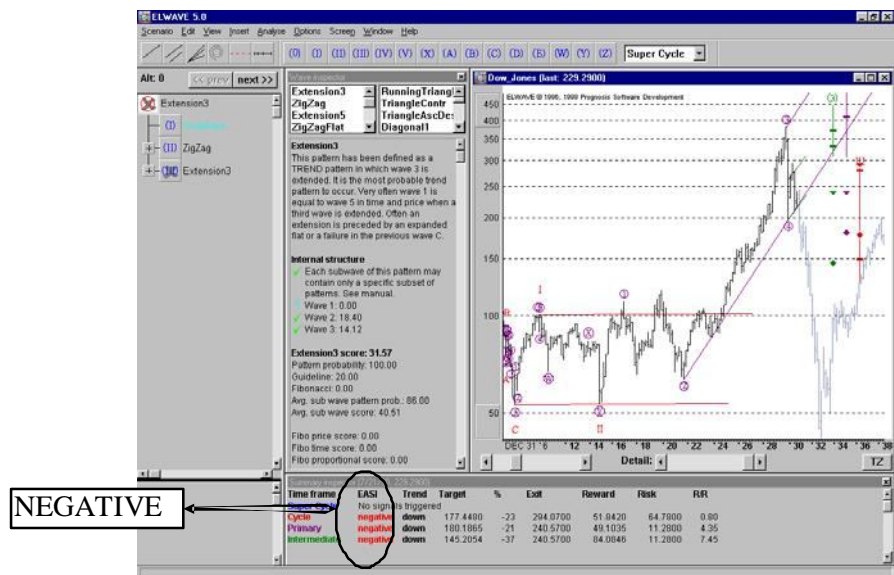 ELWAVE 5.0
Scenario Edit View Insert Analyse Options Screen Window Help
(0) (I) (II) (III) (IV) (V) (X) (A) (B) (C) (D) (E) (W) (Y) (Z) Super Cycle
Alt: 0 << prev next >>
Extension3
(I)
(II) ZigZag
Extension3
Wave inspector
Extension3
ZigZag
Extension5
ZigZagFlat
RunningTriangl
TriangleContr
TriangleAscDes
Diagonal1
Extension3
This pattern has been defined as a
TREND pattern in which wave 3 is
extended. It is the most probable trend
pattern to occur. Very often wave 1 is
equal to wave 5 in time and price when a
third wave is extended. Often an
extension is preceded by an expanded
flat or a failure in the previous wave C.
Internal structure
Each subwave of this pattern may
contain only a specific subset of
patterns. See manual.
Wave 1: 0.00
Wave 2: 18.40
Wave 3: 14.12
Extension3 score: 31.57
Pattern probability: 100.00
Guideline: 20.00
Fibonacci: 0.00
Avg. sub wave pattern prob.: 86.00
Avg. sub wave score: 40.51
Fibo price score: 0.00
Fibo time score: 0.00
Fibo proportional score: 0.00
Dow_Jones (last: 229.2900)
ELWAVE © 1996, 1999 Prognosis Software Development
450
400
350
300
250
200
150
100
50
I
C
II
DEC 31 '6 '12 '14 '16 '18 '20 '22 '24 '26 '28 '30 '32 '34 '36 '38
Detail:
TZ
Time frame EASI Trend Target % Exit Reward Risk R/R
Super Cycle No signals triggered
Cycle negative down 177.4480 -23 294.0700 51.8420 64.7800 0.80
Primary negative down 180.1865 -21 240.5700 49.1035 11.2800 4.35
Intermediate negative down 145.2054 -37 240.5700 84.0846 11.2800 7.45
NEGATIVE